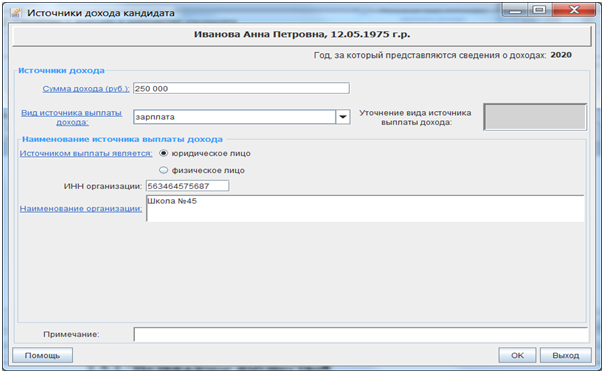 Источники дохода кандидата
Иванова Анна Петровна, 12.05.1975 г.р.
Год, за который представляются сведения о доходах: 2020
Источники дохода
Сумма дохода (руб.): 250 000
Вид источника выплаты дохода: зарплата Уточнение вида источника выплаты дохода:
Наименование источника выплаты дохода
Источником выплаты является: юридическое лицо
физическое лицо
ИНН организации: 563464575687
Наименование организации: Школа №45
Примечание:
Помощь OK Выход